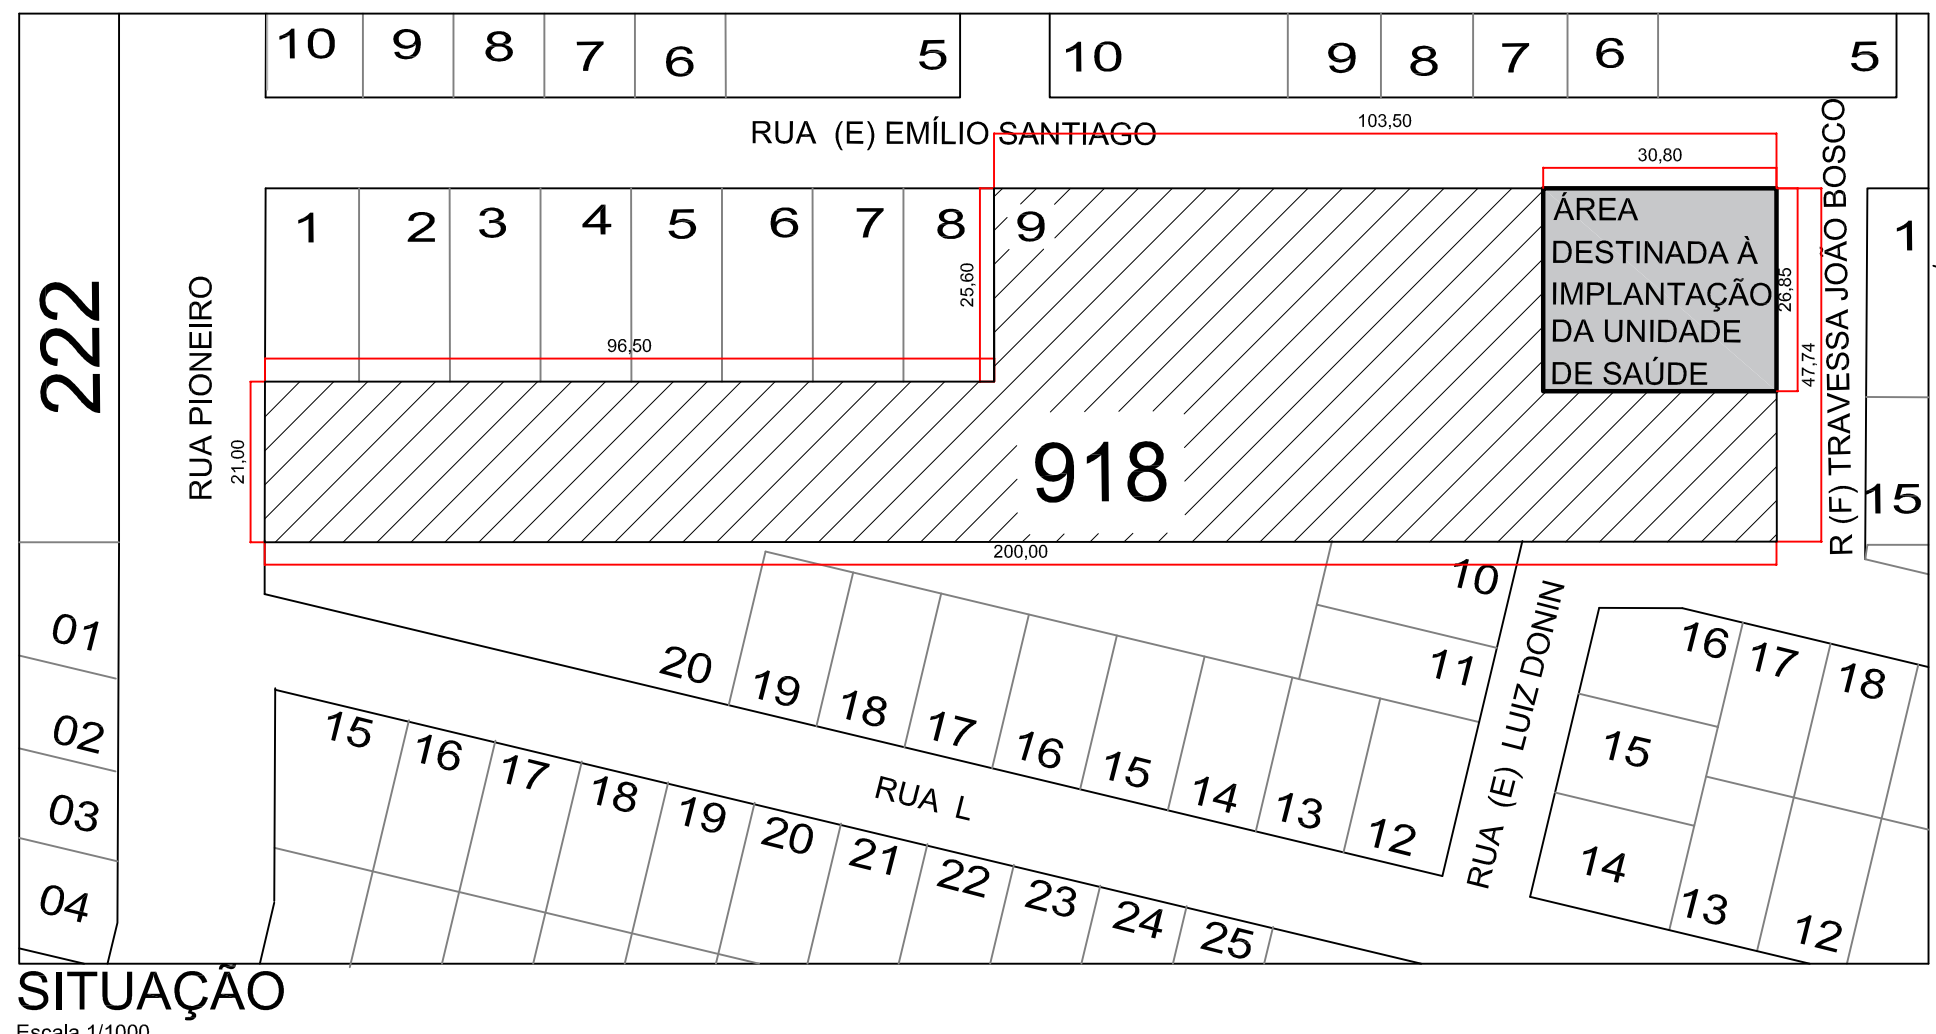 10 9 8 7 6 5 10 9 8 7 6 5
RUA (E) EMÍLIO SANTIAGO
103,50
30,80
1 2 3 4 5 6 7 8 9
ÁREA
DESTINADA À
IMPLANTAÇÃO
DA UNIDADE
DE SAÚDE
1
222
RUA PIONEIRO
25,60
26,85
47,74
R (F) TRAVESSA JOÃO BOSCO
96,50
21,00
918
15
200,00
10
11
RUA (E) LUIZ DONIN
01
02
03
04
20 19 18 17 16 15 14 13 12
16 17 18
15
14
13
12
15 16 17 18 19 20 21 22 23 24 25
RUA L
SITUAÇÃO
Escala 1/1000